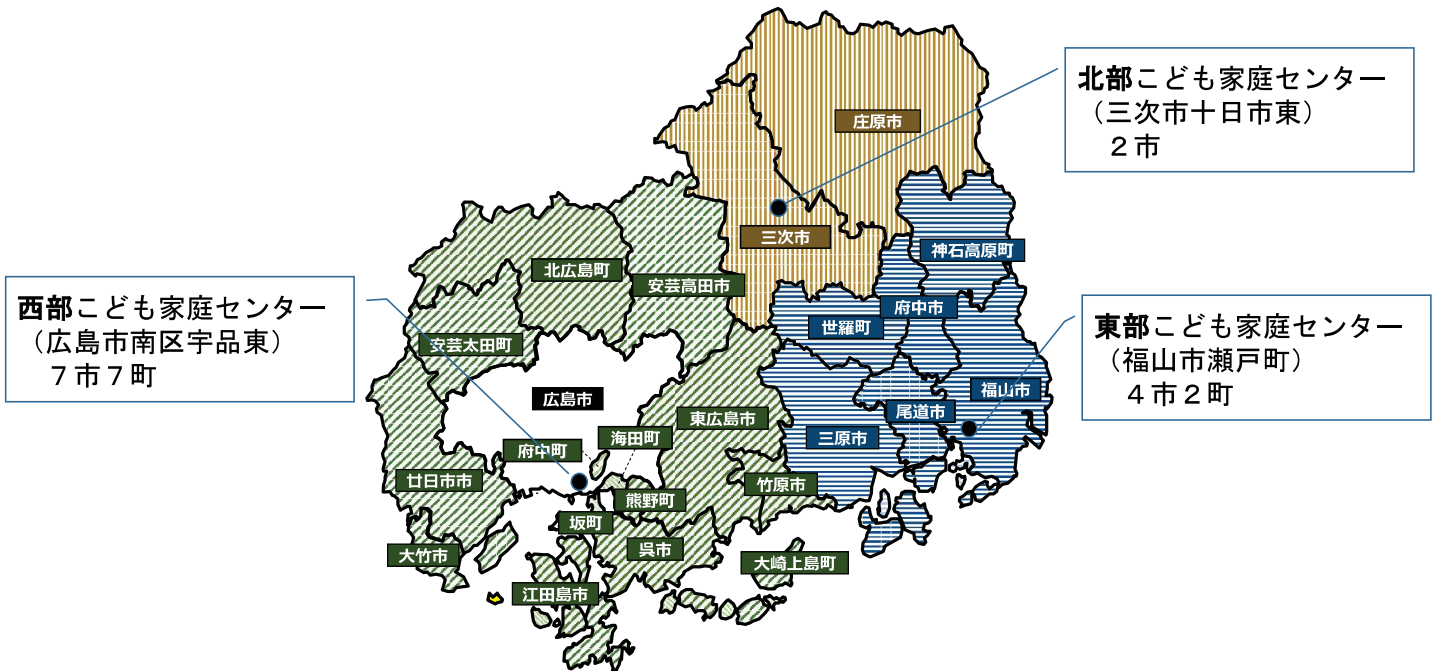 北部こども家庭センター
（三次市十日市東）
２市
庄原市
三次市
神石高原町
北広島町
安芸高田市
府中市
世羅町
西部こども家庭センター
（広島市南区宇品東）
７市７町
東部こども家庭センター
（福山市瀬戸町）
４市２町
安芸太田町
福山市
広島市
尾道市
東広島市
三原市
海田町
府中町
廿日市市
竹原市
熊野町
坂町
呉市
大竹市
大崎上島町
江田島市